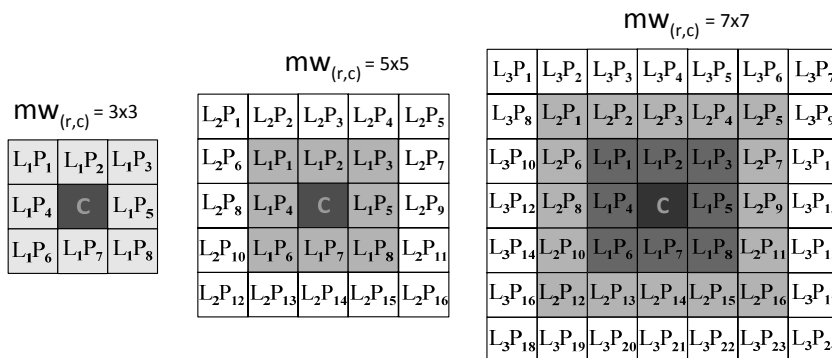 mw(r,c) = 3x3
L₁P₁ L₁P₂ L₁P₃
L₁P₄ C L₁P₅
L₁P₆ L₁P₇ L₁P₈
mw(r,c) = 5x5
L₂P₁ L₂P₂ L₂P₃ L₂P₄ L₂P₅
L₂P₆ L₁P₁ L₁P₂ L₁P₃ L₂P₇
L₂P₈ L₁P₄ C L₁P₅ L₂P₉
L₂P₁₀ L₁P₆ L₁P₇ L₁P₈ L₂P₁₁
L₂P₁₂ L₂P₁₃ L₂P₁₄ L₂P₁₅ L₂P₁₆
mw(r,c) = 7x7
L₃P₁ L₃P₂ L₃P₃ L₃P₄ L₃P₅ L₃P₆ L₃P₇
L₃P₈ L₂P₁ L₂P₂ L₂P₃ L₂P₄ L₂P₅ L₃P₉
L₃P₁₀ L₂P₆ L₁P₁ L₁P₂ L₁P₃ L₂P₇
L₃P₁₂ L₂P₈ L₁P₄ C L₁P₅ L₂P₉
L₃P₁₄ L₂P₁₀ L₁P₆ L₁P₇ L₁P₈ L₂P₁₁
L₃P₁₆ L₂P₁₂ L₂P₁₃ L₂P₁₄ L₂P₁₅ L₂P₁₆
L₃P₁₈ L₃P₁₉ L₃P₂₀ L₃P₂₁ L₃P₂₂ L₃P₂₃